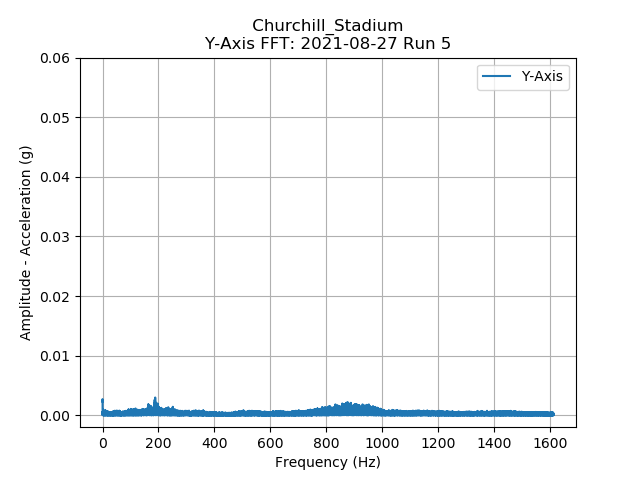 Churchill_Stadium
Y-Axis FFT: 2021-08-27 Run 5
Y-Axis
0.06
0.05
0.04
0.03
0.02
0.01
0.00
Amplitude - Acceleration (g)
0 200 400 600 800 1000 1200 1400 1600
Frequency (Hz)